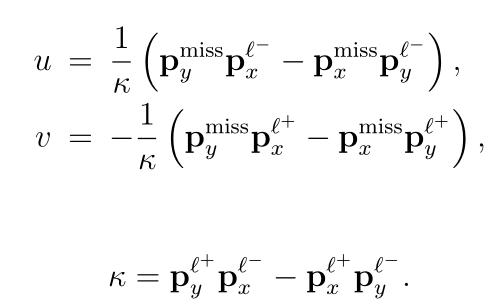 $u = \frac{1}{\kappa} \left( \mathbf{p}_y^{\text{miss}} \mathbf{p}_x^{\ell^-} - \mathbf{p}_x^{\text{miss}} \mathbf{p}_y^{\ell^-} \right),$
$v = -\frac{1}{\kappa} \left( \mathbf{p}_y^{\text{miss}} \mathbf{p}_x^{\ell^+} - \mathbf{p}_x^{\text{miss}} \mathbf{p}_y^{\ell^+} \right),$
$\kappa = \mathbf{p}_y^{\ell^+} \mathbf{p}_x^{\ell^-} - \mathbf{p}_x^{\ell^+} \mathbf{p}_y^{\ell^-}.$